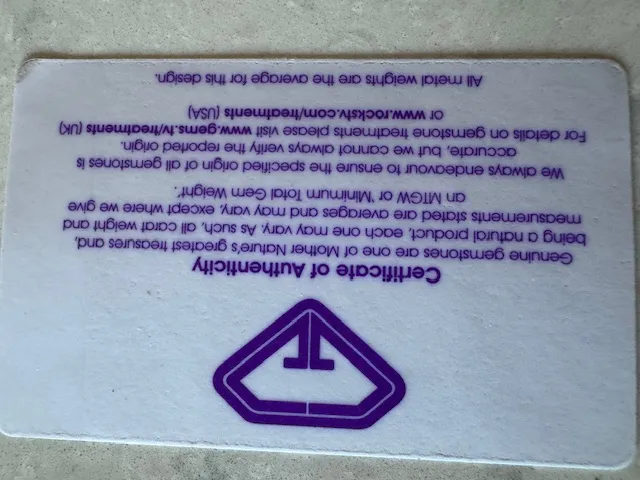 Certificate of Authenticity
Genuine gemstones are one of Mother Nature's greatest treasures and,
being a natural product, each one may vary. As such, all carat weight and
measurements stated are averages and may vary, except where we give
an MTGW or 'Minimum Total Gem Weight'.
We always endeavour to ensure the specified origin of all gemstones is
accurate, but we cannot always verify the reported origin.
For details on gemstone treatments please visit www.gems.tv/treatments (UK)
or www.rockstv.com/treatments (USA)
All metal weights are the average for this design.